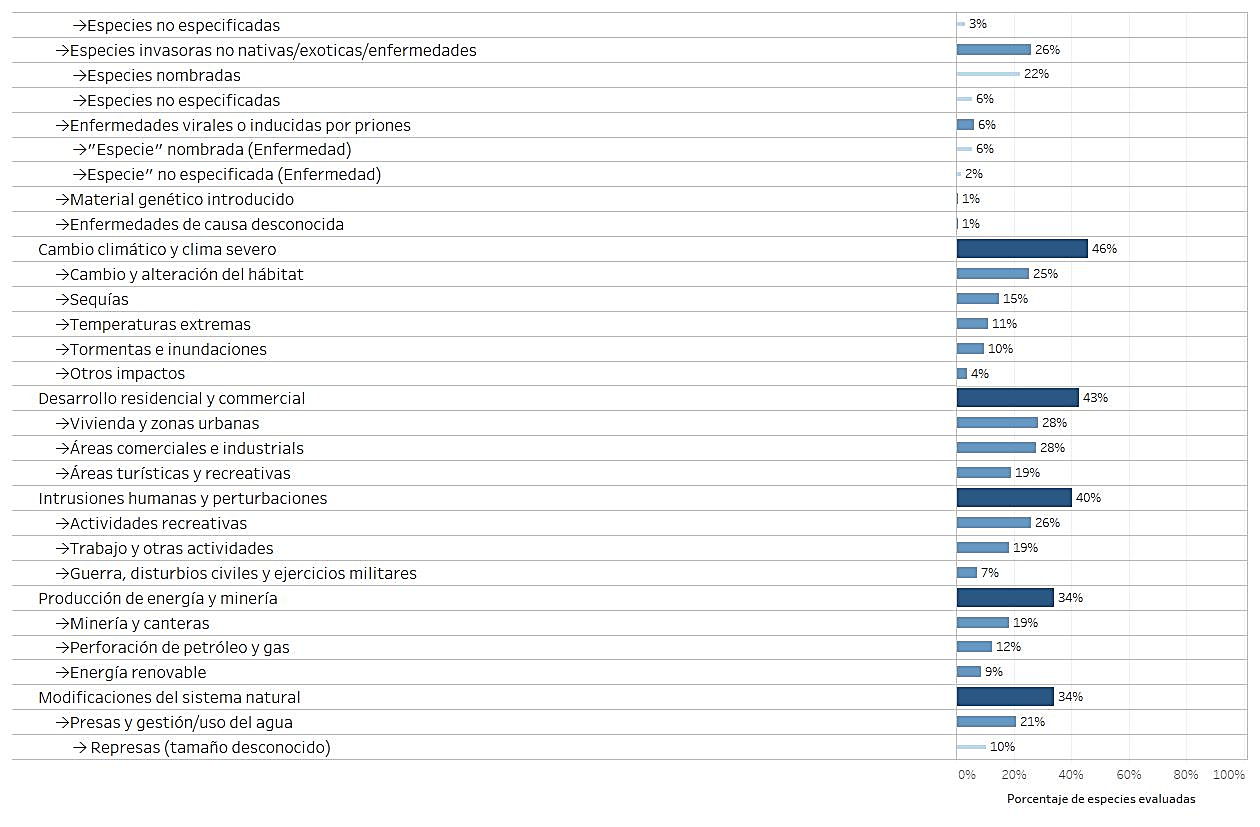 →Especies no especificadas 3%
→Especies invasoras no nativas/exoticas/enfermedades 26%
→Especies nombradas 22%
→Especies no especificadas 6%
→Enfermedades virales o inducidas por priones 6%
→”Especie” nombrada (Enfermedad) 6%
→Especie” no especificada (Enfermedad) 2%
→Material genético introducido 1%
→Enfermedades de causa desconocida 1%
Cambio climático y clima severo 46%
→Cambio y alteración del hábitat 25%
→Sequías 15%
→Temperaturas extremas 11%
→Tormentas e inundaciones 10%
→Otros impactos 4%
Desarrollo residencial y commercial 43%
→Vivienda y zonas urbanas 28%
→Áreas comerciales e industrials 28%
→Áreas turísticas y recreativas 19%
Intrusiones humanas y perturbaciones 40%
→Actividades recreativas 26%
→Trabajo y otras actividades 19%
→Guerra, disturbios civiles y ejercicios militares 7%
Producción de energía y minería 34%
→Minería y canteras 19%
→Perforación de petróleo y gas 12%
→Energía renovable 9%
Modificaciones del sistema natural 34%
→Presas y gestión/uso del agua 21%
→ Represas (tamaño desconocido) 10%
0% 20% 40% 60% 80% 100%
Porcentaje de especies evaluadas